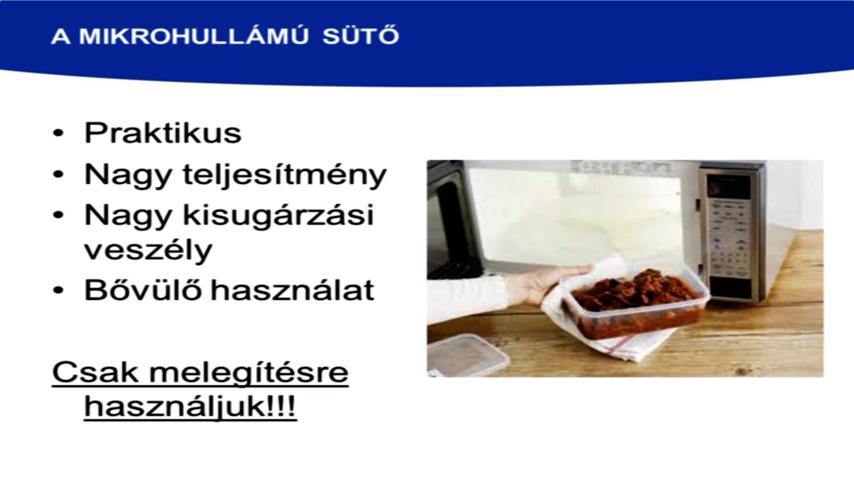 A MIKROHULLÁMÚ SÜTŐ
• Praktikus
• Nagy teljesítmény
• Nagy kisugárzási
veszély
• Bővülő használat
Csak melegítésre
használjuk!!!